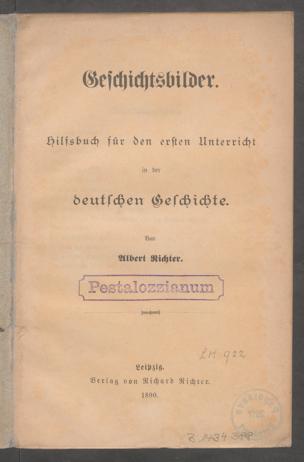 Geschichtsbilder.
Hilfsbuch für den ersten Unterricht
in der
deutschen Geschichte.
Von
Albert Richter.
Pestalozzianum
Leipzig.
Verlag von Richard Richter.
1890.
LM 922